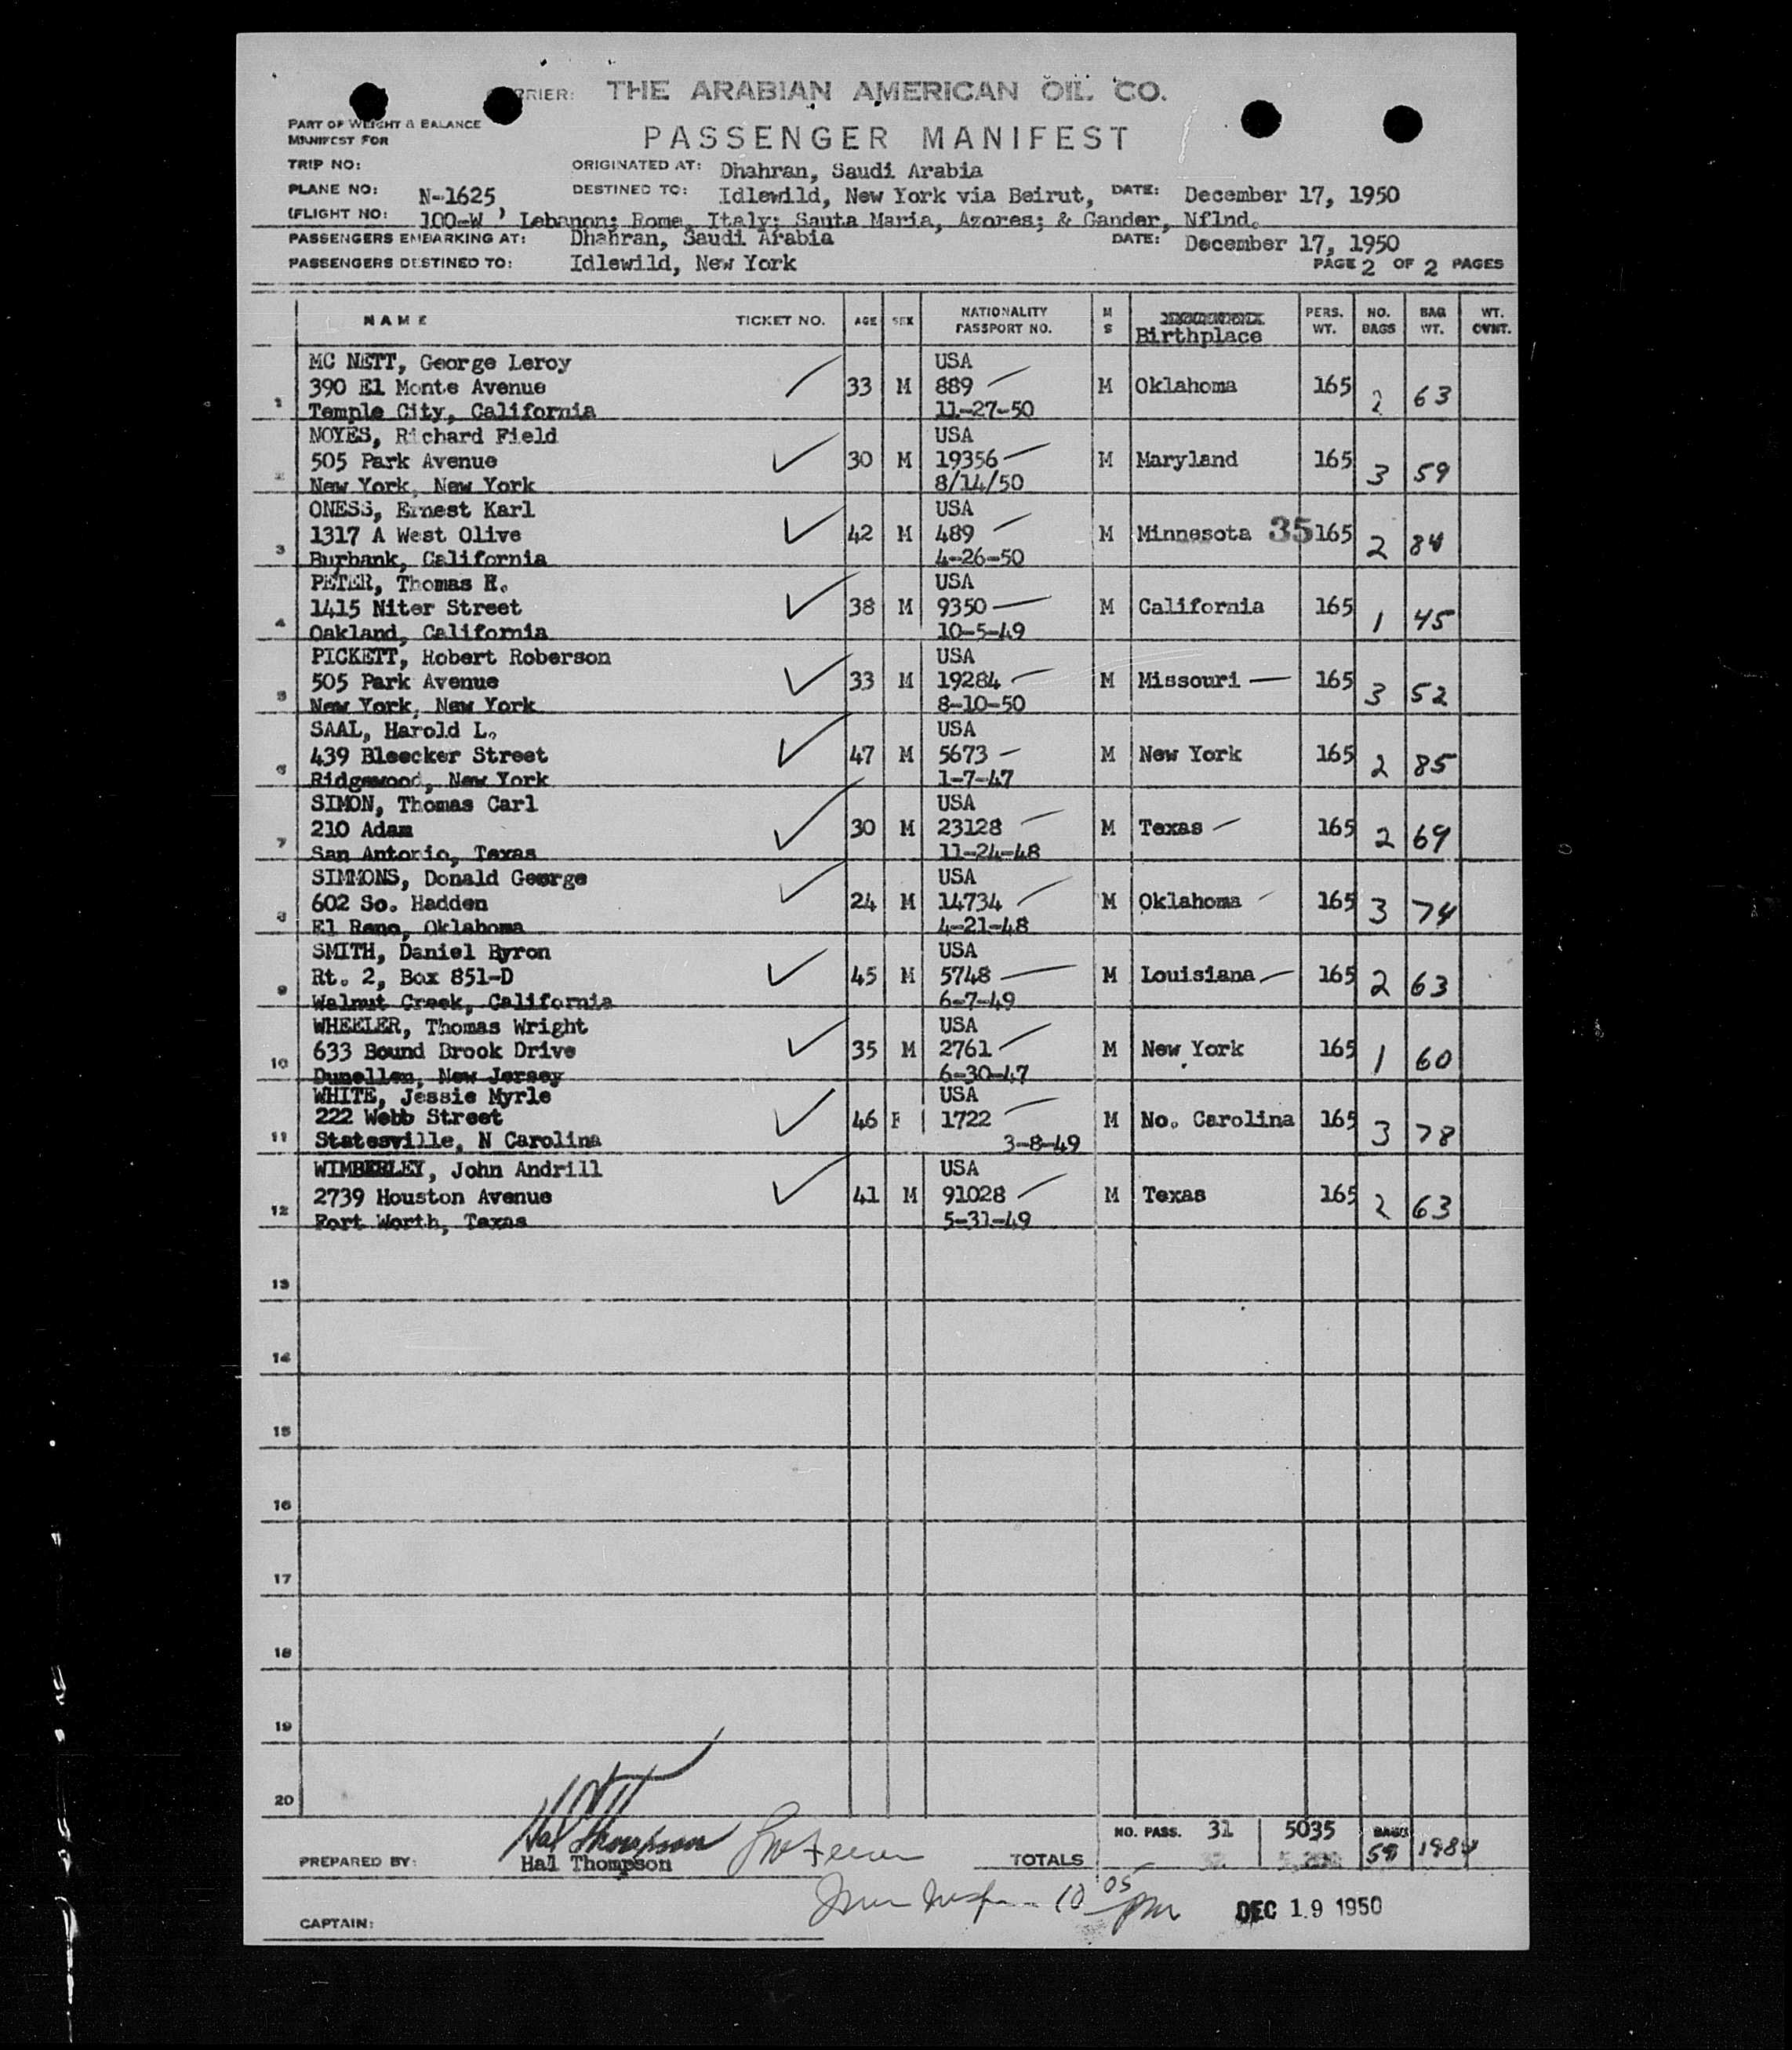 CARRIER: THE ARABIAN AMERICAN OIL CO.
PART OF WEIGHT & BALANCE
MANIFEST FOR
PASSENGER MANIFEST
TRIP NO: ORIGINATED AT: Dhahran, Saudi Arabia
PLANE NO: N-1625 DESTINED TO: Idlewild, New York via Beirut, DATE: December 17, 1950
(FLIGHT NO: 100-W ) Lebanon; Rome, Italy; Santa Maria, Azores; & Gander, Nflnd.
PASSENGERS EMBARKING AT: Dhahran, Saudi Arabia DATE: December 17, 1950
PASSENGERS DESTINED TO: Idlewild, New York PAGE 2 OF 2 PAGES
NAME TICKET NO. AGE SEX NATIONALITY PASSPORT NO. M S Birthplace PERS. WT. NO. BAGS BAG WT. WT. OVNT.
MC NETT, George Leroy USA
390 El Monte Avenue 33 M 889 M Oklahoma 165 2 63
1 Temple City, California 11-27-50
NOYES, Richard Field USA
505 Park Avenue 30 M 19356 M Maryland 165 3 59
2 New York, New York 8/14/50
ONESS, Ernest Karl USA
1317 A West Olive 42 M 489 M Minnesota 35 165 2 84
3 Burbank, California 4-26-50
PETER, Thomas H. USA
1415 Niter Street 38 M 9350 M California 165 1 45
4 Oakland, California 10-5-49
PICKETT, Robert Roberson USA
505 Park Avenue 33 M 19284 M Missouri 165 3 52
5 New York, New York 8-10-50
SAAL, Harold L. USA
439 Bleecker Street 47 M 5673 M New York 165 2 85
6 Ridgewood, New York 1-7-47
SIMON, Thomas Carl USA
210 Adam 30 M 23128 M Texas 165 2 69
7 San Antonio, Texas 11-24-48
SIMMONS, Donald George USA
602 So. Hadden 24 M 14734 M Oklahoma 165 3 74
8 El Reno, Oklahoma 4-21-48
SMITH, Daniel Byron USA
Rt. 2, Box 851-D 45 M 5748 M Louisiana 165 2 63
9 Walnut Creek, California 6-7-49
WHEELER, Thomas Wright USA
633 Bound Brook Drive 35 M 2761 M New York 165 1 60
10 Dunellen, New Jersey 6-30-47
WHITE, Jessie Myrle USA
222 Webb Street 46 F 1722 M No. Carolina 165 3 78
11 Statesville, N Carolina 3-8-49
WIMBERLEY, John Andrill USA
2739 Houston Avenue 41 M 91028 M Texas 165 2 63
12 Fort Worth, Texas 5-31-49
13
14
15
16
17
18
19
20
Hal Thompson
NO. PASS. 31 5035 BAGS 59 1984
PREPARED BY: Hal Thompson TOTALS
10 05 pm DEC 19 1950
CAPTAIN: